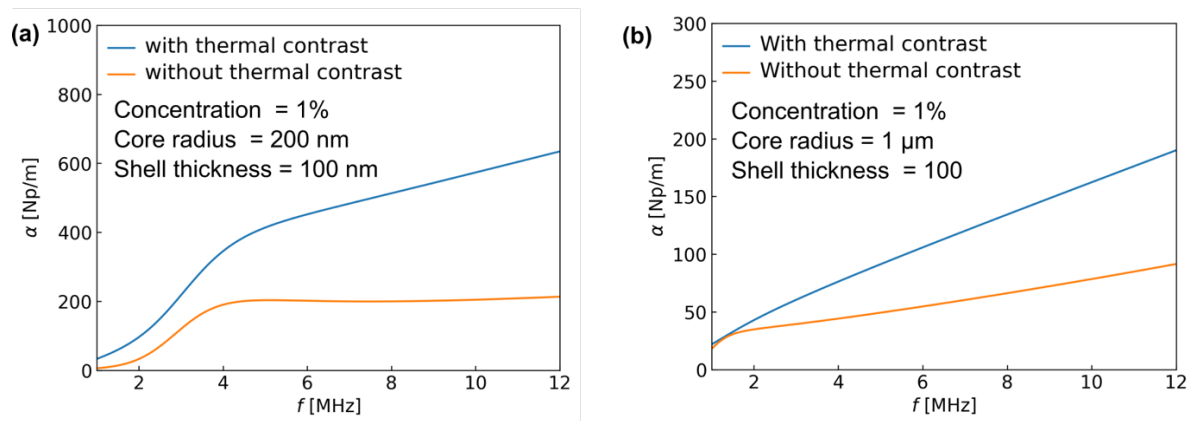 (a)
1000
800
600
400
200
0
α [Np/m]
with thermal contrast
without thermal contrast
Concentration = 1%
Core radius = 200 nm
Shell thickness = 100 nm
2 4 6 8 10 12
f [MHz]
(b)
300
250
200
150
100
50
0
α [Np/m]
With thermal contrast
Without thermal contrast
Concentration = 1%
Core radius = 1 µm
Shell thickness = 100
2 4 6 8 10 12
f [MHz]